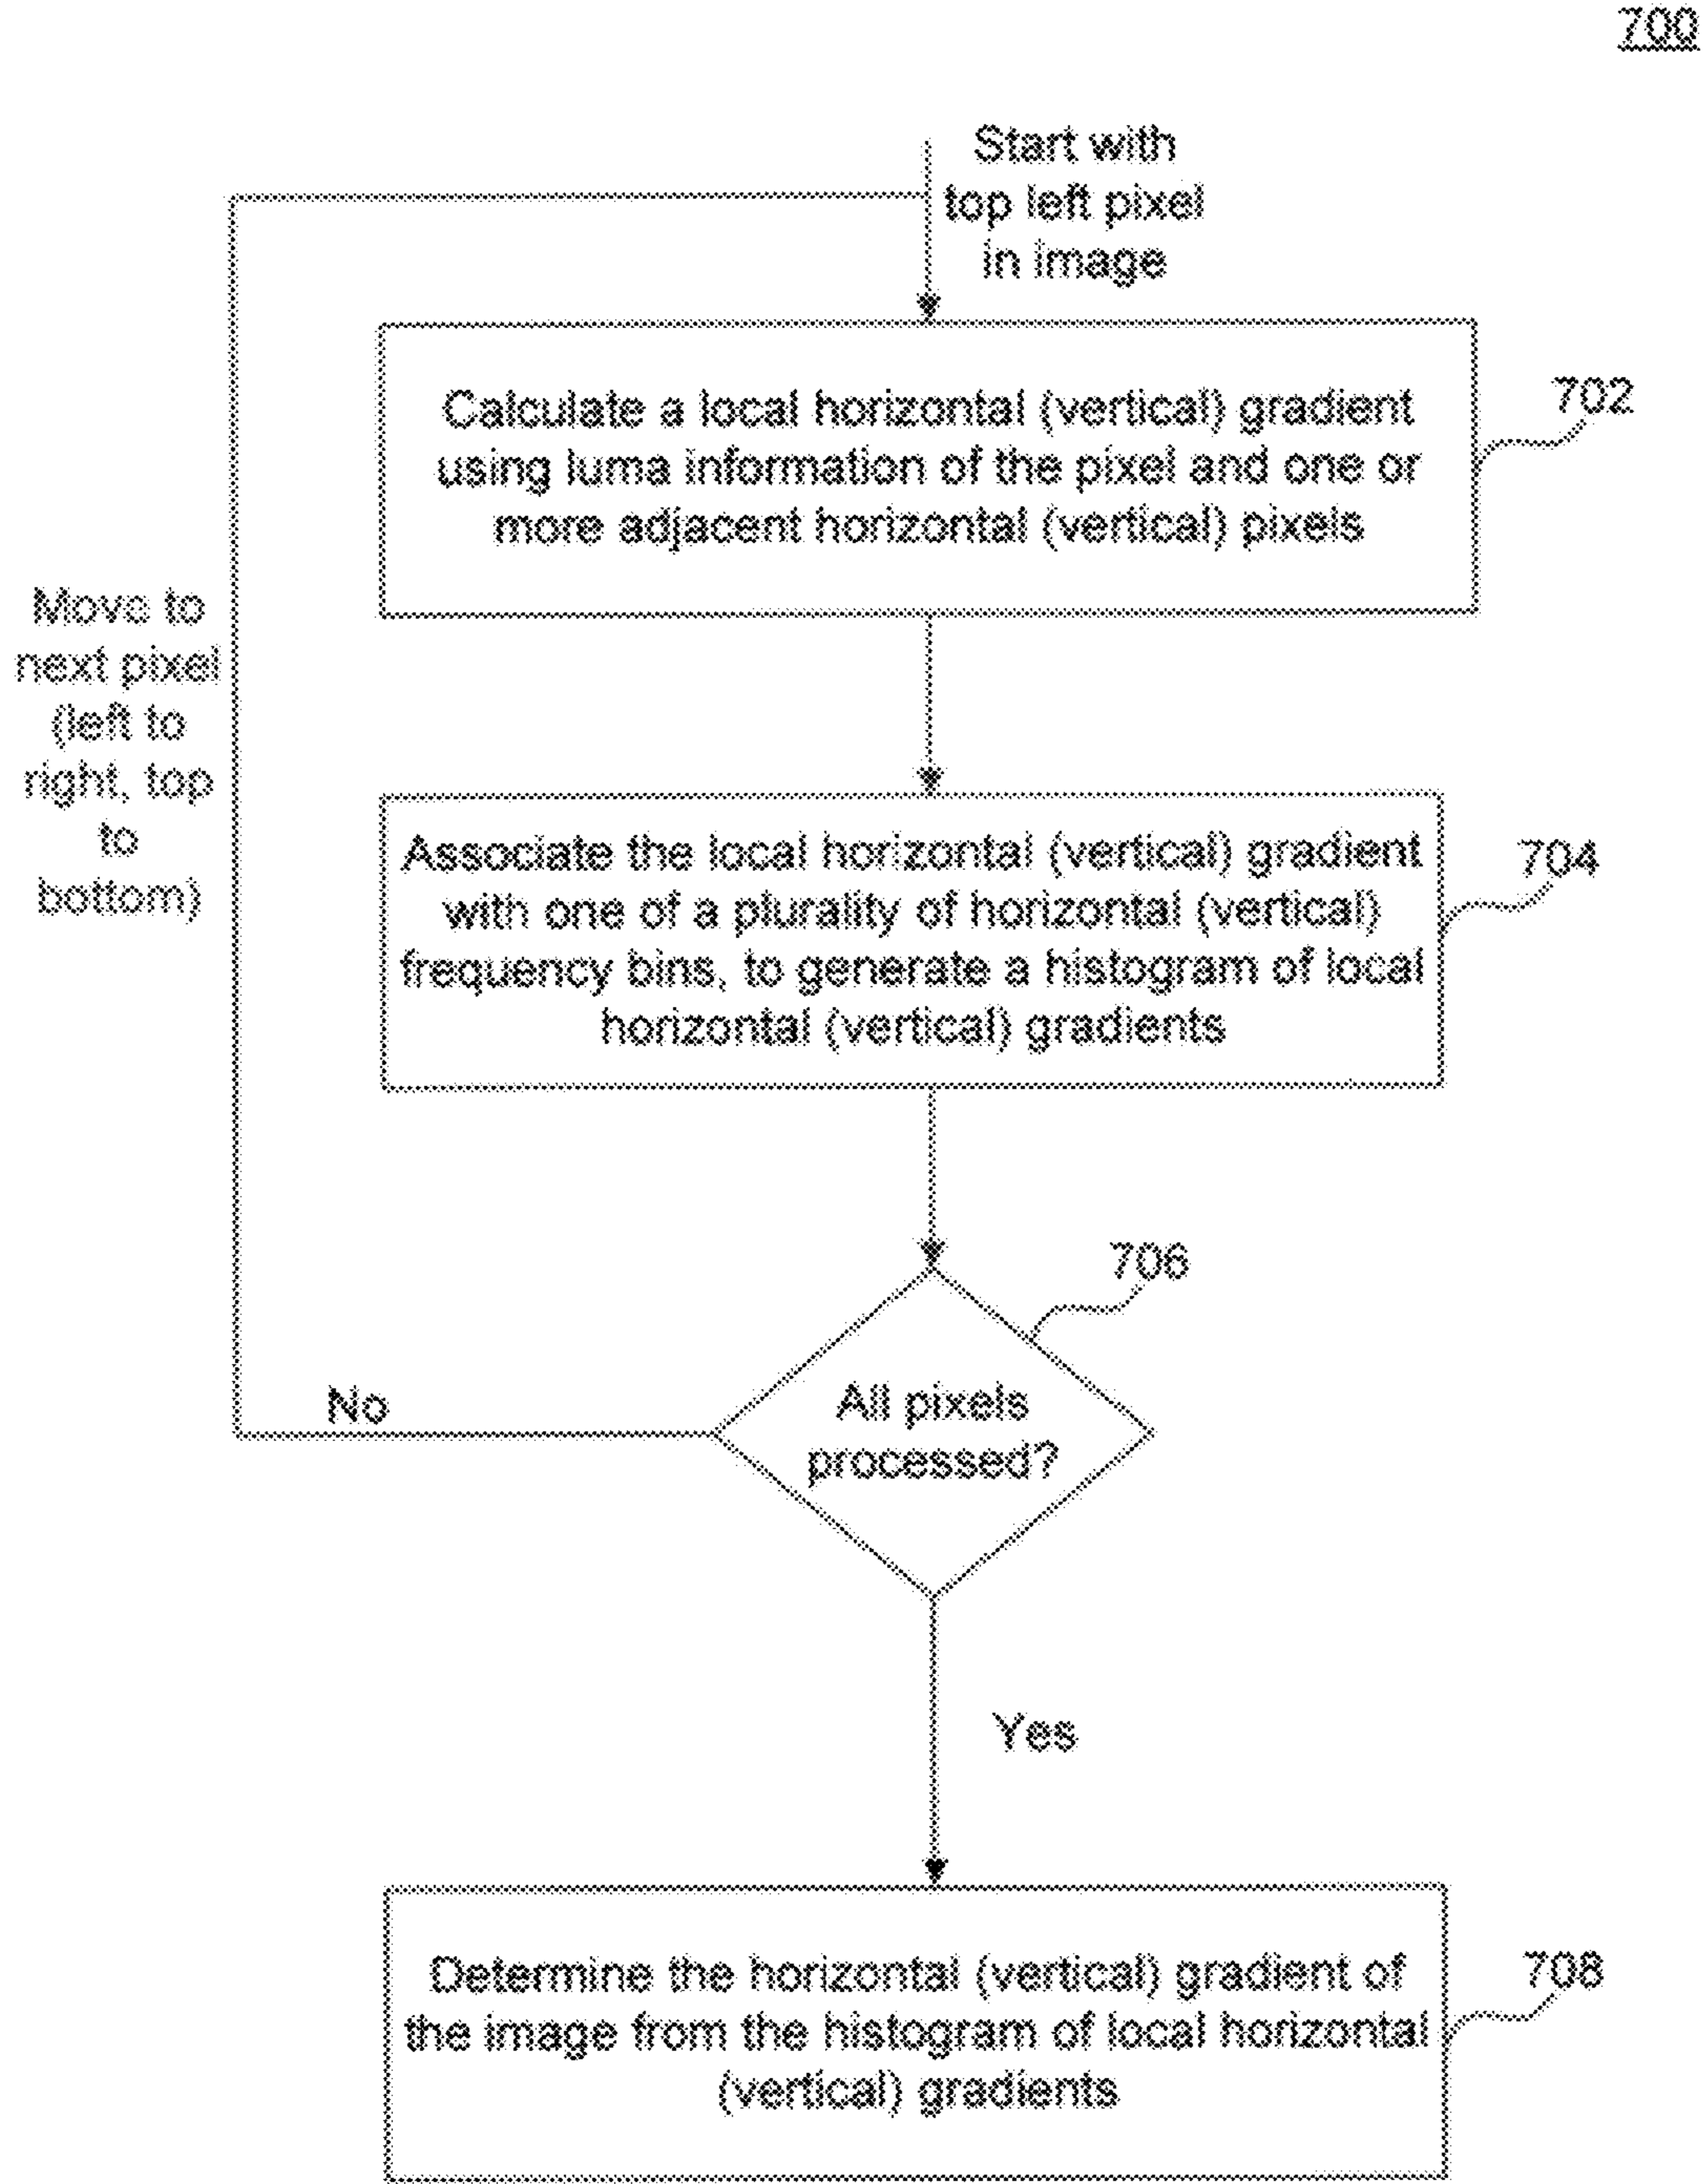 700
Start with
top left pixel
in image
Calculate a local horizontal (vertical) gradient
using luma information of the pixel and one or
more adjacent horizontal (vertical) pixels
702
Move to
next pixel
(left to
right, top
to
bottom)
Associate the local horizontal (vertical) gradient
with one of a plurality of horizontal (vertical)
frequency bins, to generate a histogram of local
horizontal (vertical) gradients
704
706
All pixels
processed?
No
Yes
Determine the horizontal (vertical) gradient of
the image from the histogram of local horizontal
(vertical) gradients
708